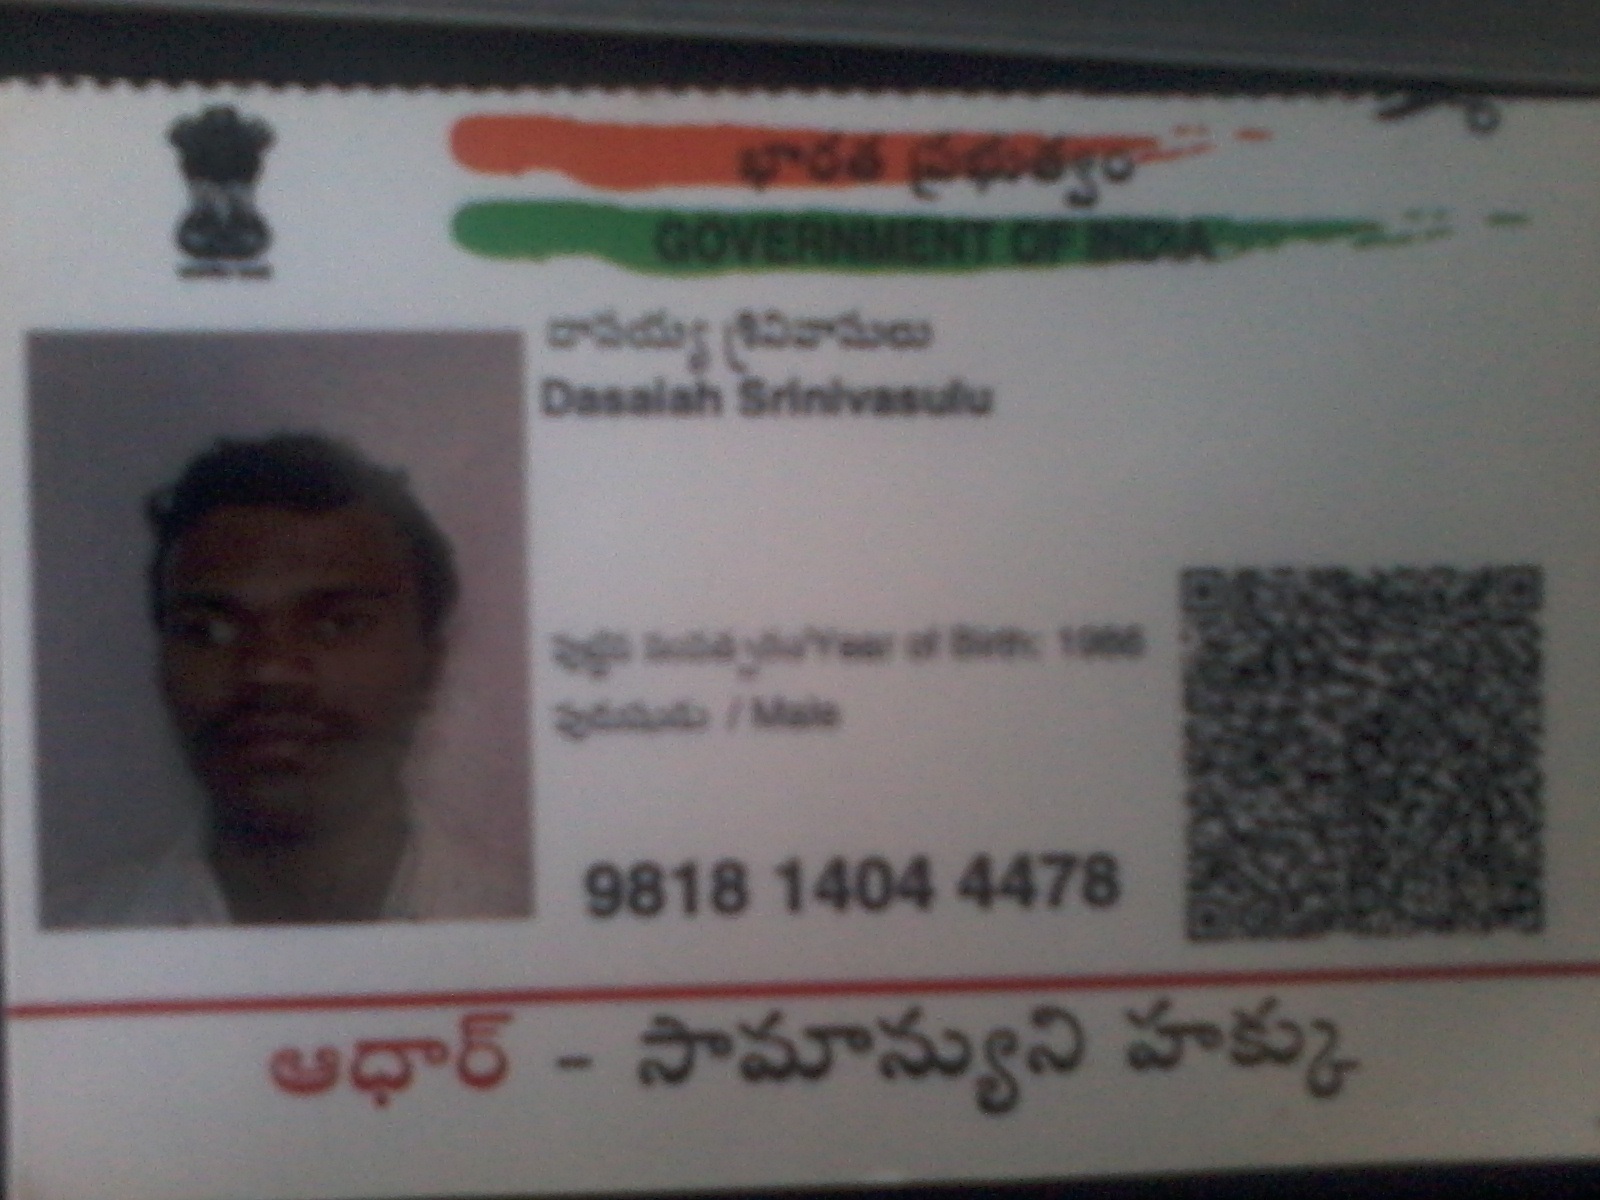 భారత ప్రభుత్వం
GOVERNMENT OF INDIA
దాసయ్య శ్రీనివాసులు
Dasaiah Srinivasulu
పుట్టిన సంవత్సరం/Year of Birth: 1986
పురుషుడు / Male
9818 1404 4478
ఆధార్ - సామాన్యుని హక్కు